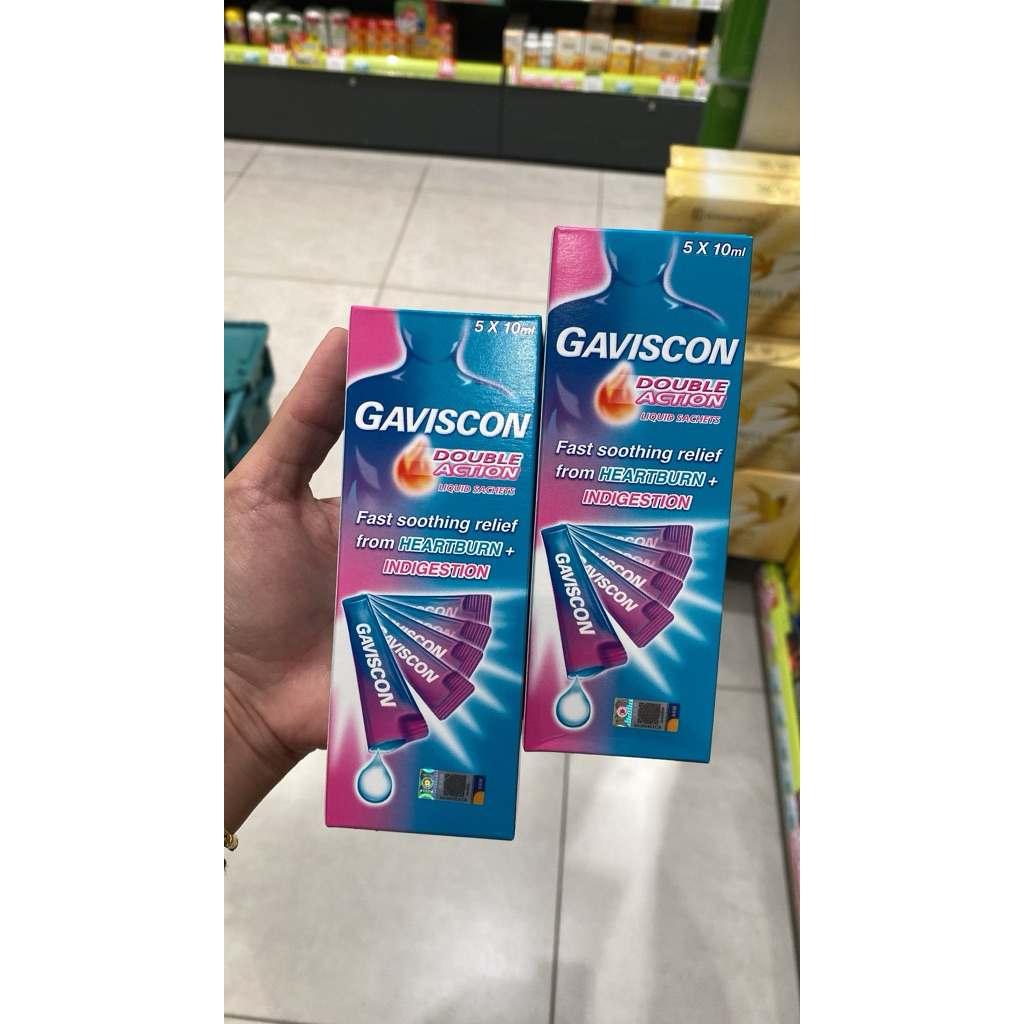 5 X 10ml
GAVISCON
DOUBLE
ACTION
LIQUID SACHETS
Fast soothing relief
from HEARTBURN +
INDIGESTION
GAVISCON
GAVISCON
5 X 10ml
GAVISCON
DOUBLE
ACTION
LIQUID SACHETS
Fast soothing relief
from HEARTBURN +
INDIGESTION
GAVISCON
GAVISCON